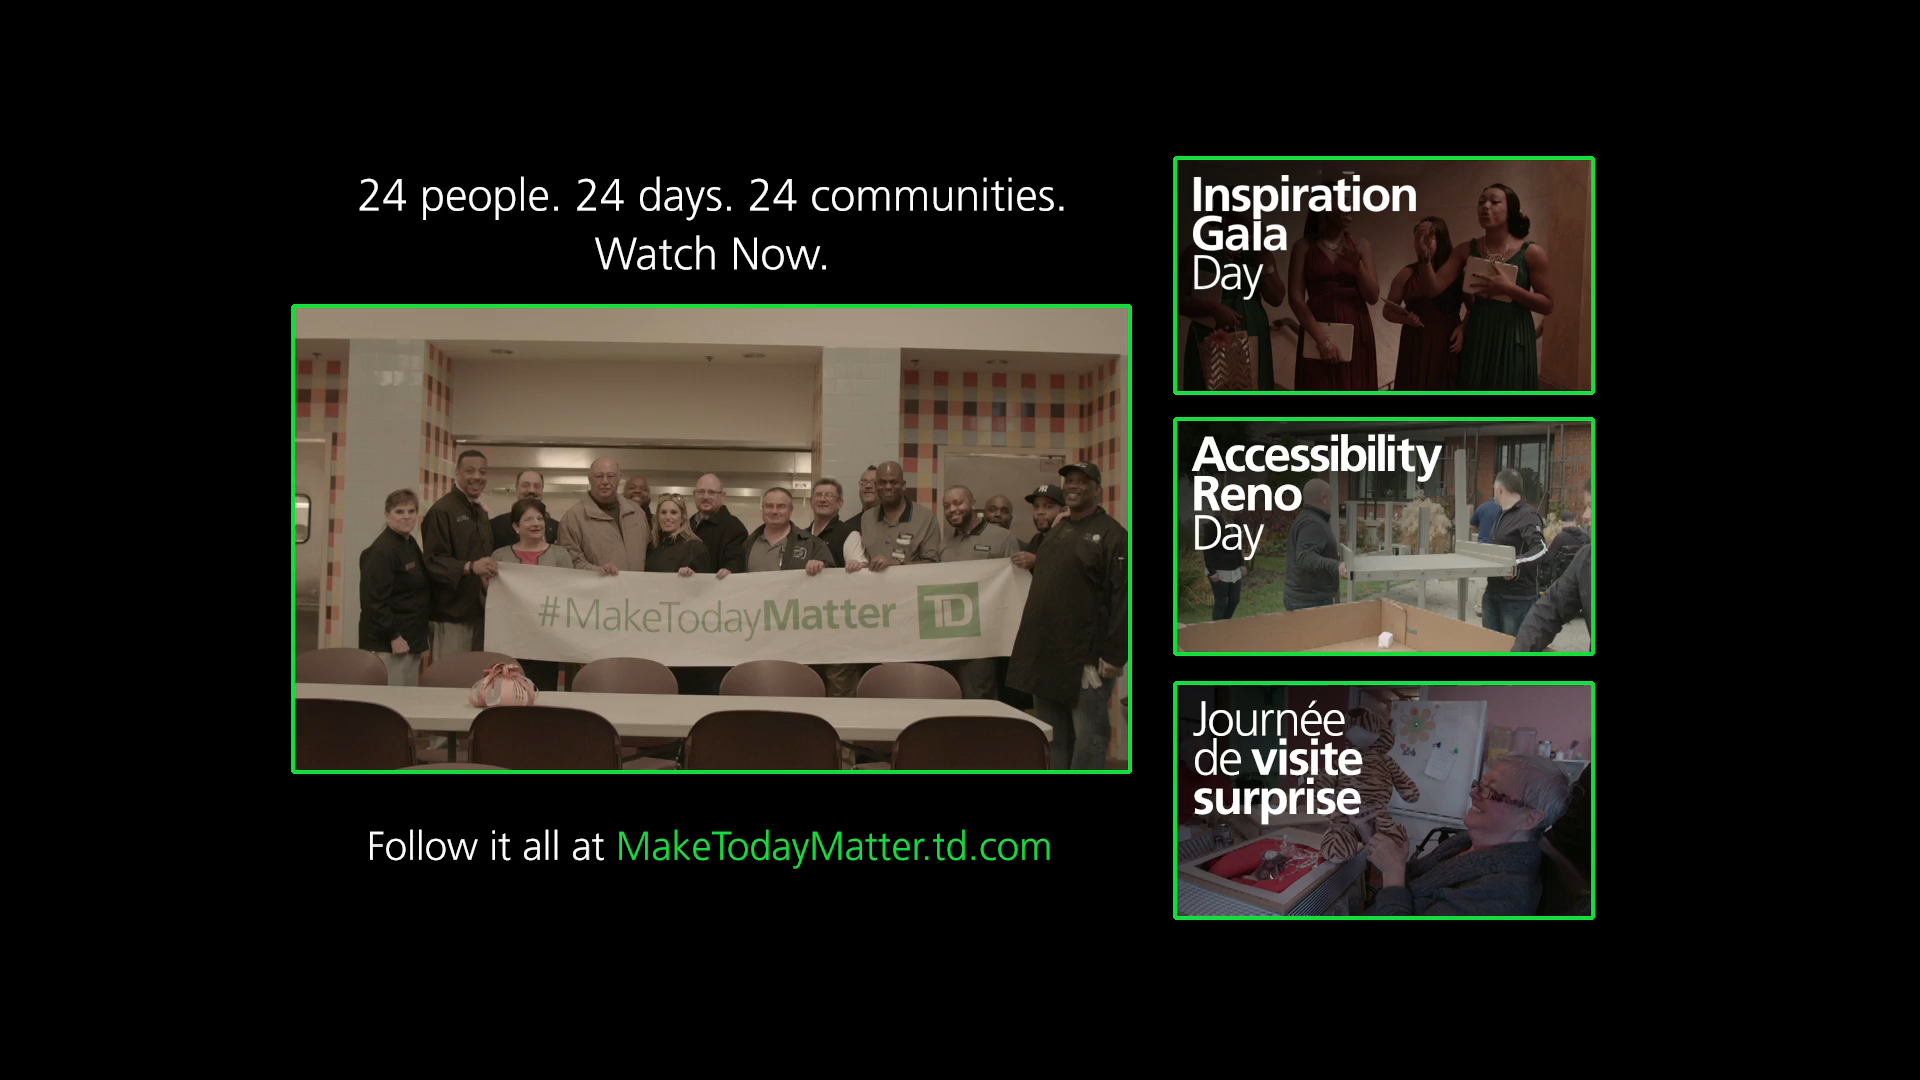 24 people. 24 days. 24 communities.
Watch Now.
#MakeTodayMatter TD
Follow it all at MakeTodayMatter.td.com
Inspiration
Gala
Day
Accessibility
Reno
Day
Journée
de visite
surprise